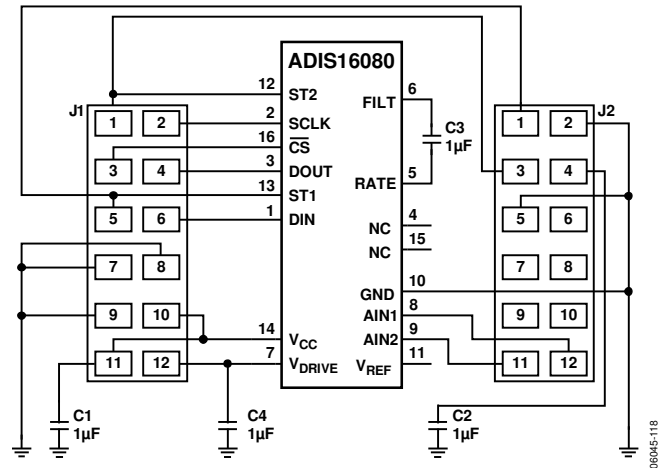 ADIS16080
12 ST2
2 SCLK
16 CS
3 DOUT
13 ST1
1 DIN
14 VCC
7 VDRIVE
6
FILT
C3
1µF
5
RATE
4
NC
15
NC
10
GND
8
AIN1
9
AIN2
11
VREF
J1
1 2
3 4
5 6
7 8
9 10
11 12
J2
1 2
3 4
5 6
7 8
9 10
11 12
C1
1µF
C4
1µF
C2
1µF
06045-118